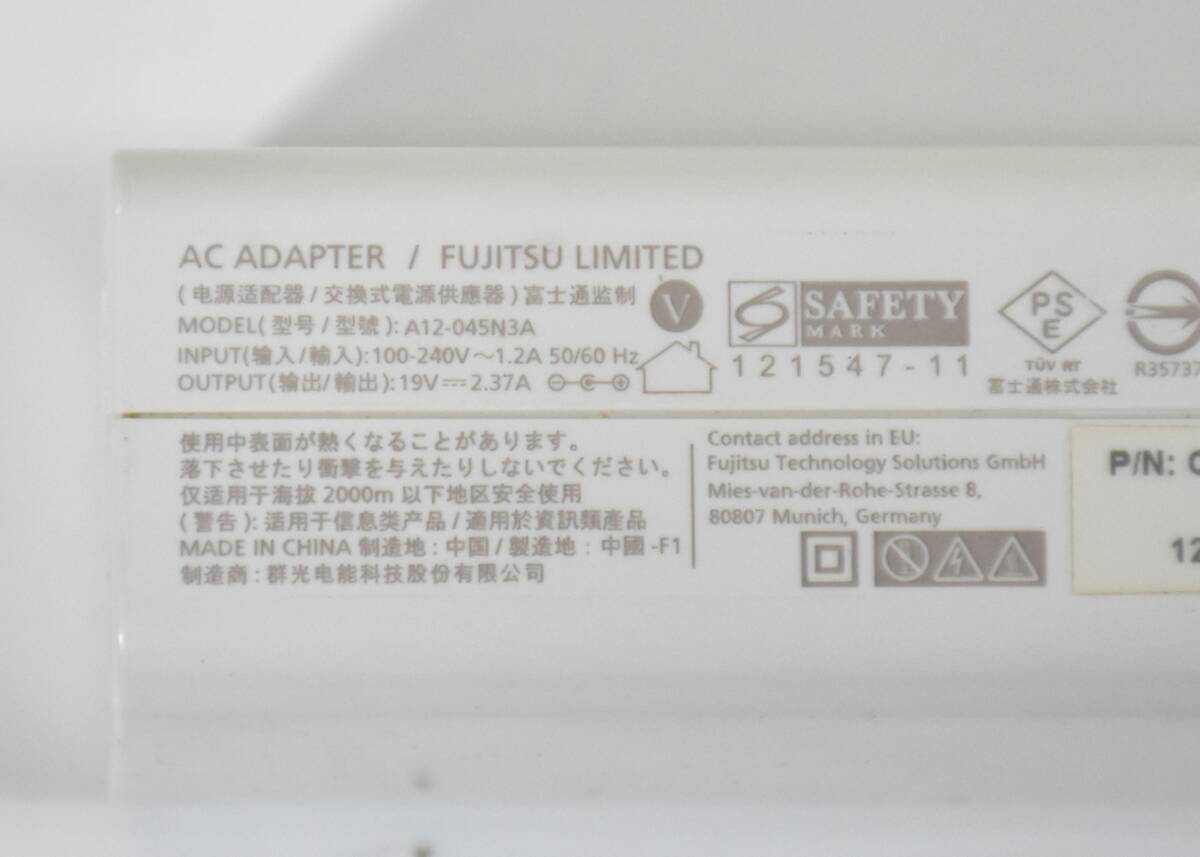 AC ADAPTER / FUJITSU LIMITED
(电源适配器/交換式電源供應器)富士通监制
MODEL(型号/型號): A12-045N3A
INPUT(输入/輸入):100-240V～1.2A 50/60 Hz
OUTPUT(输出/輸出):19V⎓2.37A
V
SAFETY
MARK
121547-11
PS
E
TÜV RT
富士通株式会社
R35737
使用中表面が熱くなることがあります。
落下させたり衝撃を与えたりしないでください。
仅适用于海拔 2000m 以下地区安全使用
(警告): 适用于信息类产品/適用於資訊類產品
MADE IN CHINA 制造地: 中国/製造地: 中國 -F1
制造商: 群光电能科技股份有限公司
Contact address in EU:
Fujitsu Technology Solutions GmbH
Mies-van-der-Rohe-Strasse 8,
80807 Munich, Germany
P/N:
12